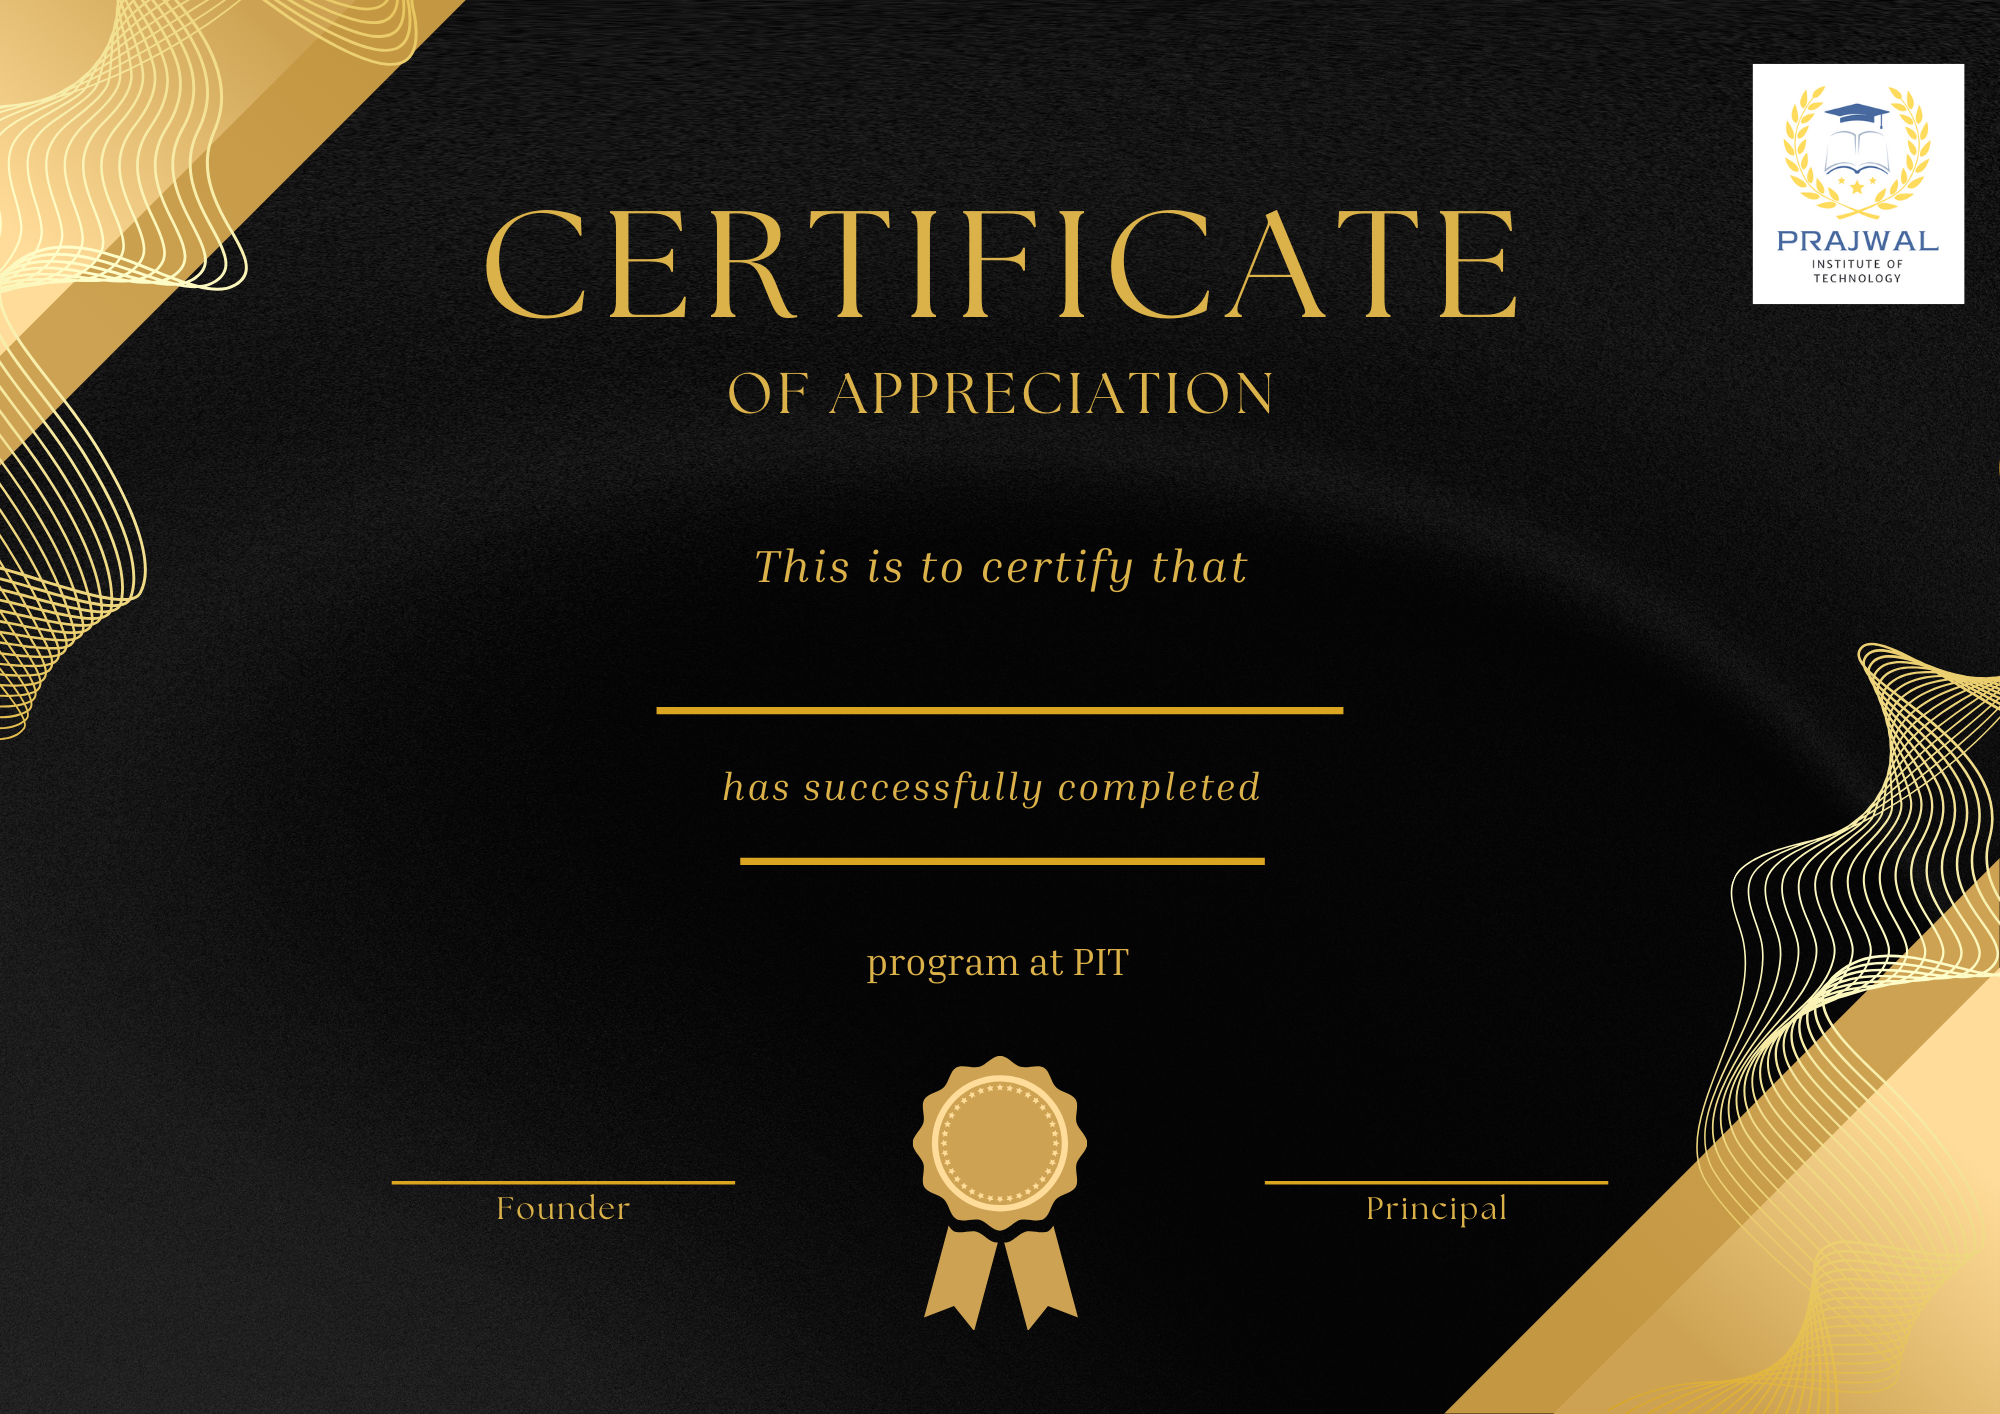 PRAJWAL
INSTITUTE OF
TECHNOLOGY
CERTIFICATE
OF APPRECIATION
This is to certify that
has successfully completed
program at PIT
Founder
Principal